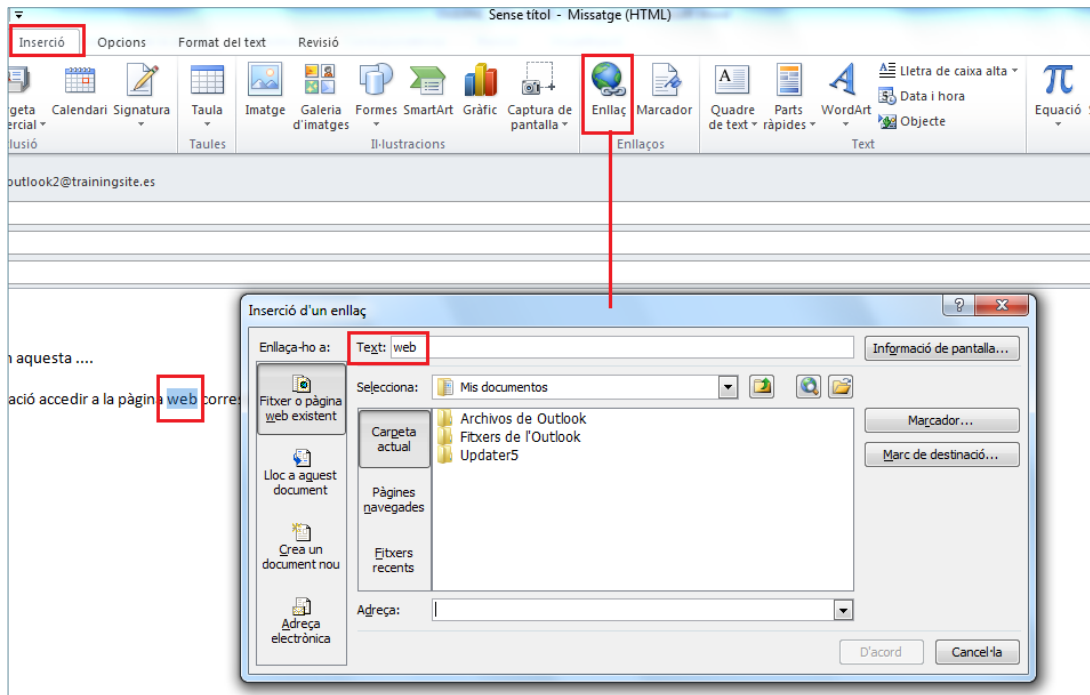 Sense títol - Missatge (HTML)
Inserció Opcions Format del text Revisió
geta Calendari Signatura Taula Imatge Galeria Formes SmartArt Gràfic Captura de Enllaç Marcador Quadre Parts WordArt Lletra de caixa alta Equació
ercial d'imatges pantalla de text ràpides Data i hora
Objecte
lusió Taules Il·lustracions Enllaços Text
outlook2@trainingsite.es
Inserció d'un enllaç
Enllaça-ho a: Text: web Informació de pantalla...
n aquesta ....
ació accedir a la pàgina web corre
Fitxer o pàgina
web existent
Selecciona: Mis documentos
Carpeta
actual
Archivos de Outlook
Fitxers de l'Outlook
Updater5
Marcador...
Marc de destinació...
Lloc a aquest
document
Pàgines
navegades
Crea un
document nou
Fitxers
recents
Adreça
electrònica
Adreça:
D'acord Cancel·la